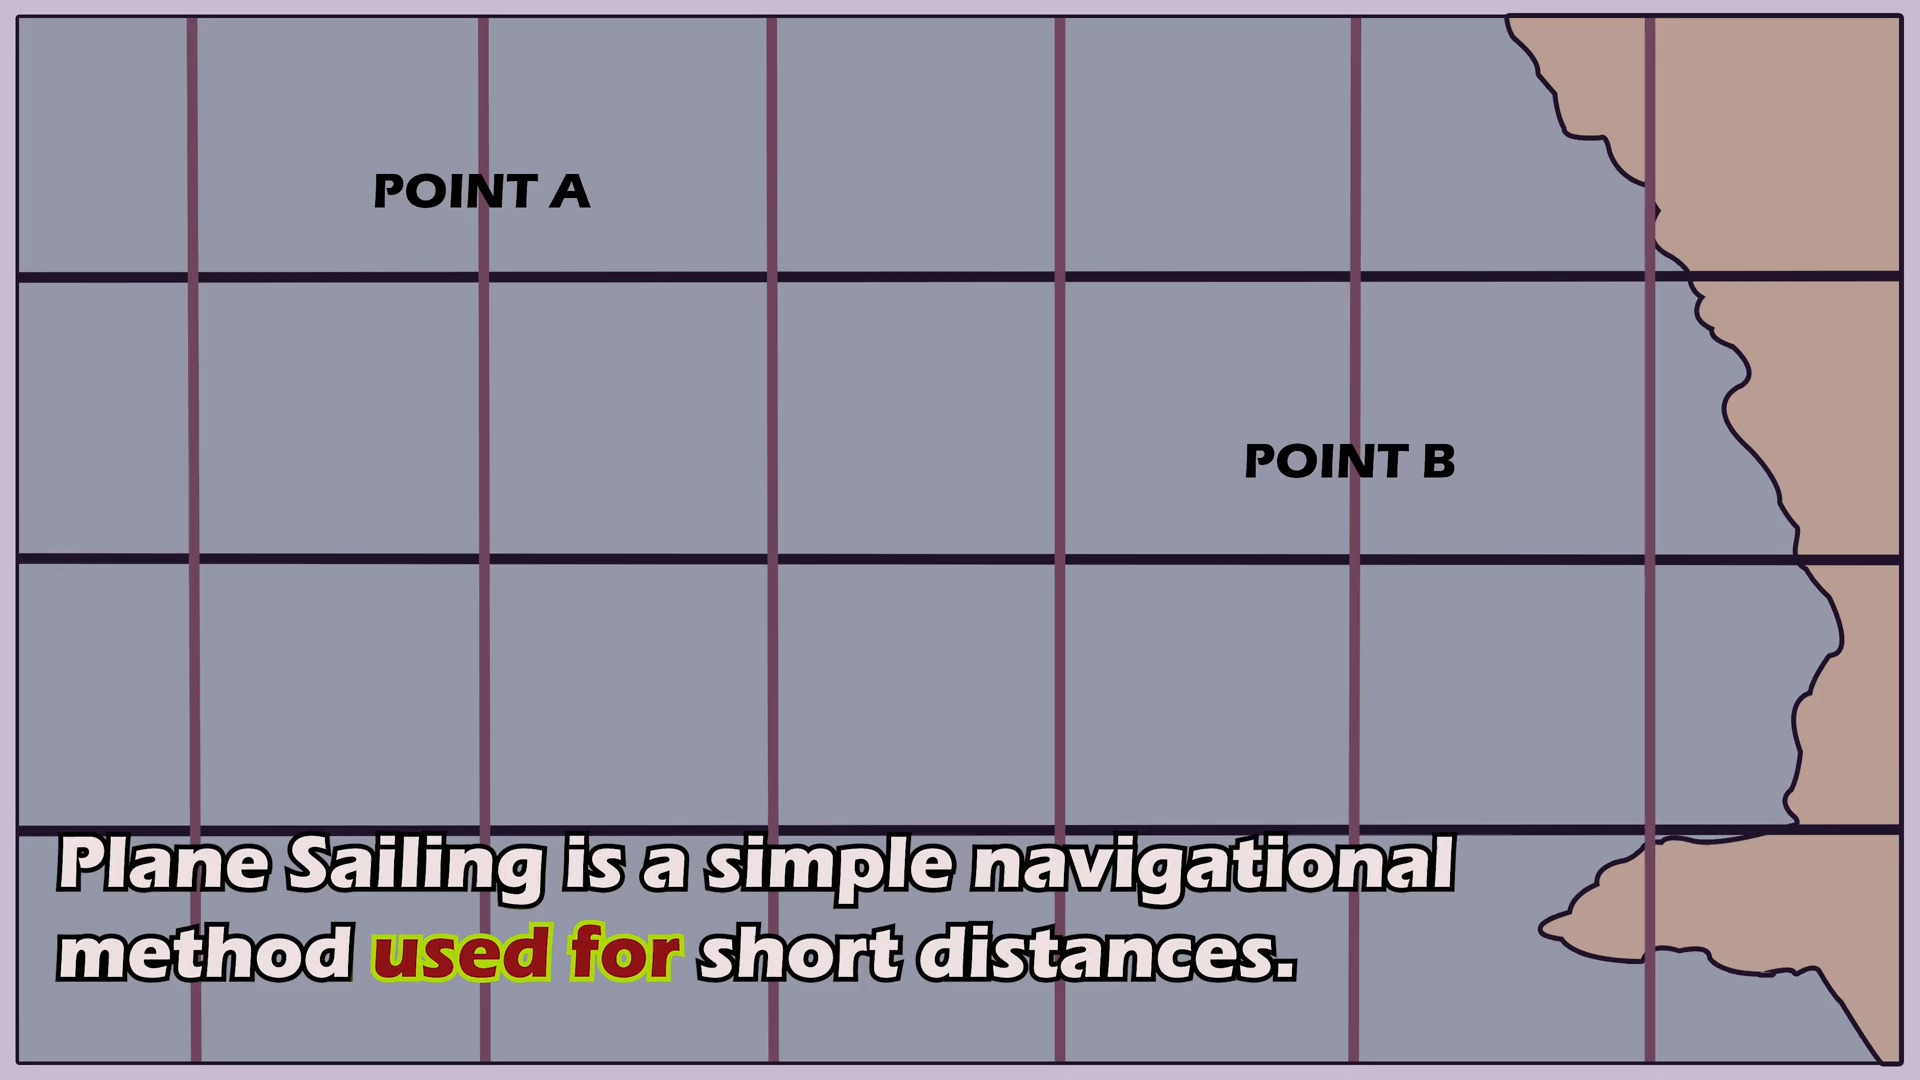 POINT A
POINT B
Plane Sailing is a simple navigational
method used for short distances.